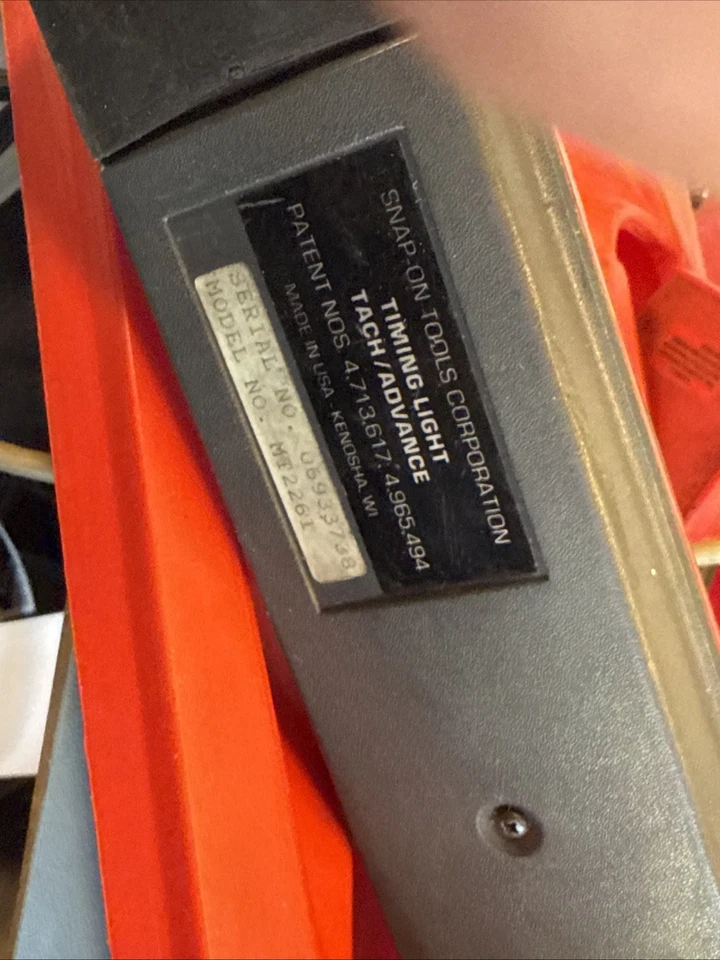 SNAP-ON TOOLS CORPORATION
TIMING LIGHT
TACH/ADVANCE
PATENT NOS. 4,713,617; 4,965,494
MADE IN USA - KENOSHA, WI
SERIAL NO. 06933738
MODEL NO. MT2261